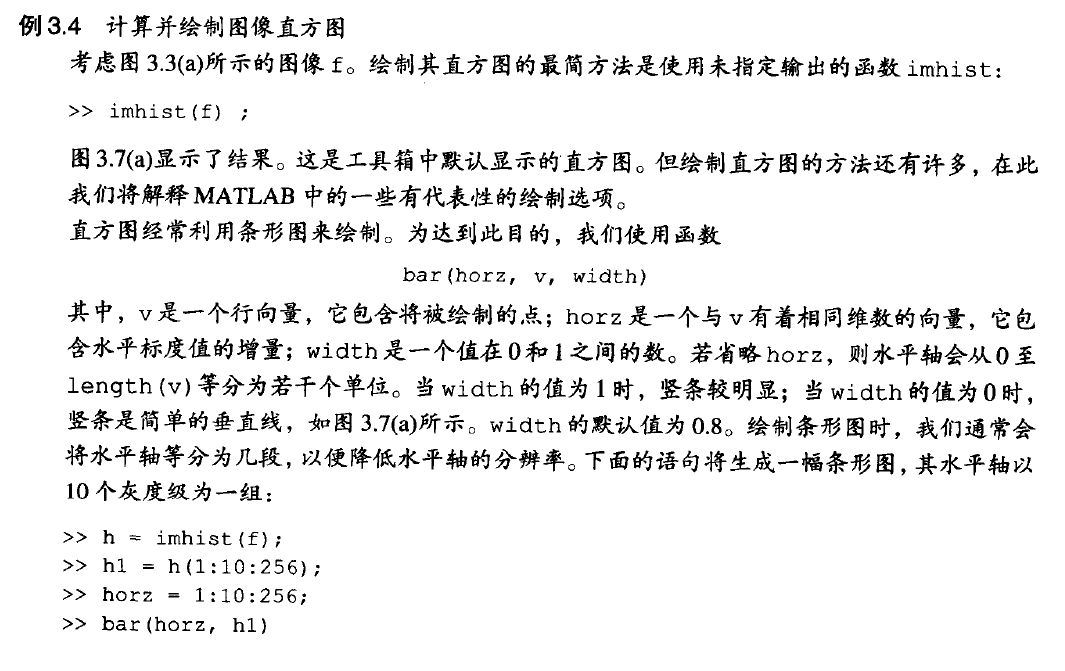 例3.4 计算并绘制图像直方图
考虑图 3.3(a)所示的图像 f。绘制其直方图的最简方法是使用未指定输出的函数 imhist：
>> imhist(f) ;
图 3.7(a)显示了结果。这是工具箱中默认显示的直方图。但绘制直方图的方法还有许多，在此
我们将解释 MATLAB 中的一些有代表性的绘制选项。
直方图经常利用条形图来绘制。为达到此目的，我们使用函数
bar(horz, v, width)
其中，v 是一个行向量，它包含将被绘制的点；horz 是一个与 v 有着相同维数的向量，它包
含水平标度值的增量；width 是一个值在 0 和 1 之间的数。若省略 horz，则水平轴会从 0 至
length(v) 等分为若干个单位。当 width 的值为 1 时，竖条较明显；当 width 的值为 0 时，
竖条是简单的垂直线，如图 3.7(a)所示。width 的默认值为 0.8。绘制条形图时，我们通常会
将水平轴等分为几段，以便降低水平轴的分辨率。下面的语句将生成一幅条形图，其水平轴以
10 个灰度级为一组：
>> h = imhist(f);
>> h1 = h(1:10:256);
>> horz = 1:10:256;
>> bar(horz, h1)